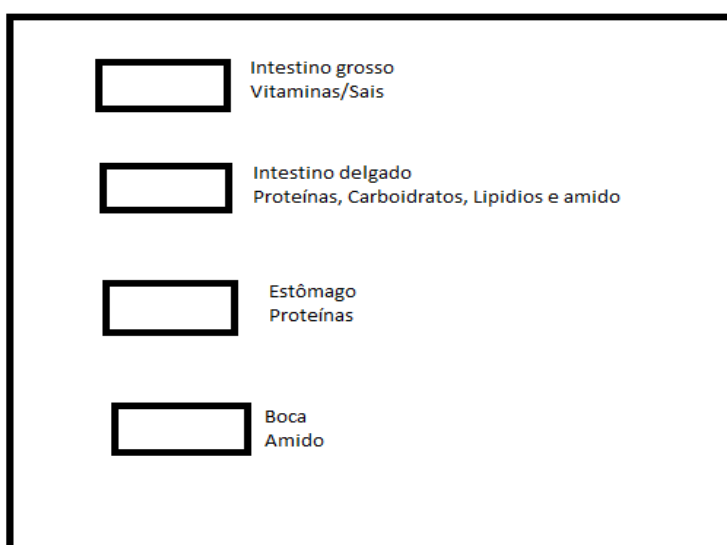 Intestino grosso
Vitaminas/Sais
Intestino delgado
Proteínas, Carboidratos, Lipidios e amido
Estômago
Proteínas
Boca
Amido